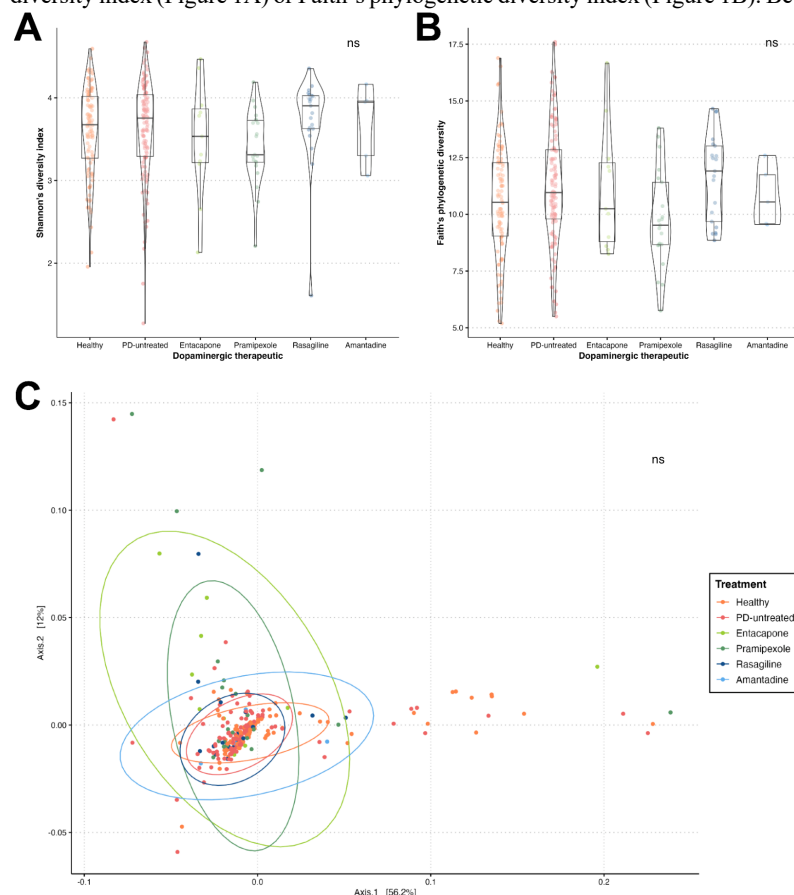 diversity index (Figure 1A) or Faith's phylogenetic diversity index (Figure 1B). Be
A
ns
Shannon's diversity index
4
3
2
Healthy PD-untreated Entacapone Pramipexole Rasagiline Amantadine
Dopaminergic therapeutic
B
ns
Faith's phylogenetic diversity
17.5
15.0
12.5
10.0
7.5
5.0
Healthy PD-untreated Entacapone Pramipexole Rasagiline Amantadine
Dopaminergic therapeutic
C
ns
Axis.2 [12%]
0.15
0.10
0.05
0.00
-0.05
-0.1 0.0 0.1 0.2
Axis.1 [56.2%]
Treatment
Healthy
PD-untreated
Entacapone
Pramipexole
Rasagiline
Amantadine